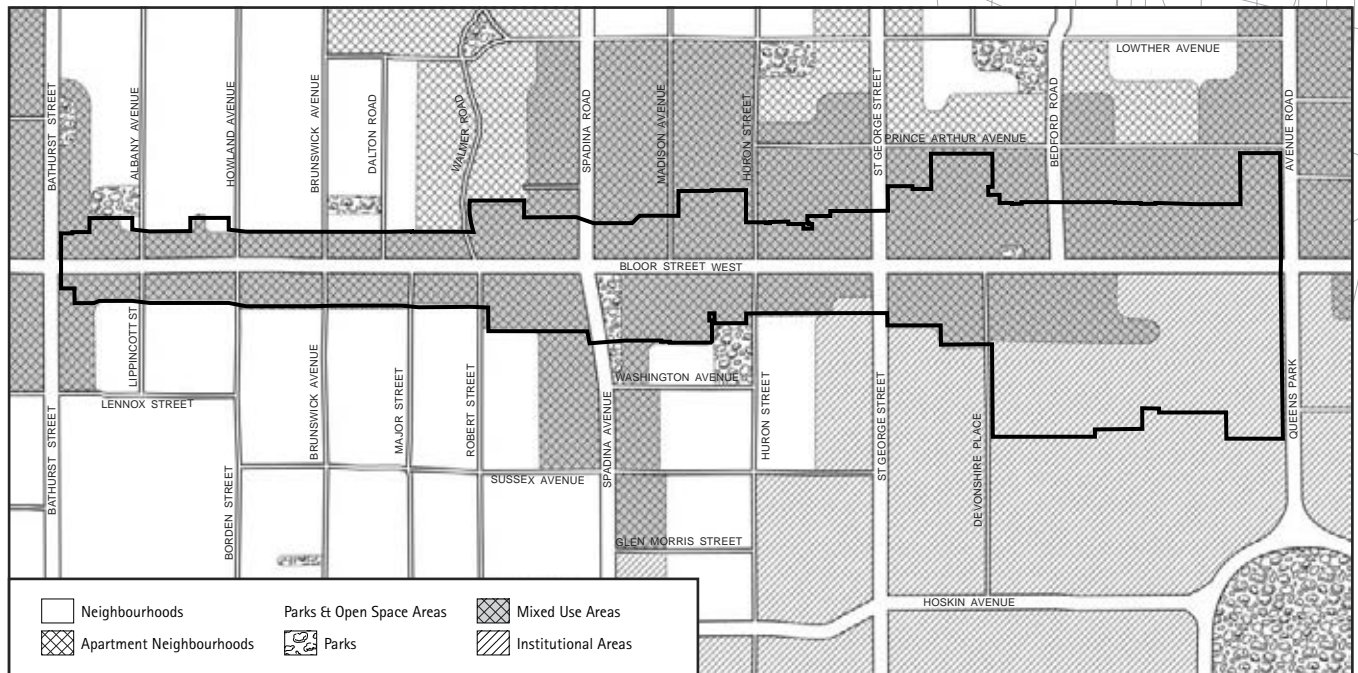 LOWTHER AVENUE
BATHURST STREET
ALBANY AVENUE
HOWLAND AVENUE
BRUNSWICK AVENUE
DALTON ROAD
WALMER ROAD
SPADINA ROAD
MADISON AVENUE
HURON STREET
ST GEORGE STREET
PRINCE ARTHUR AVENUE
BEDFORD ROAD
AVENUE ROAD
BLOOR STREET WEST
LIPPINCOTT ST
LENNOX STREET
BATHURST STREET
BORDEN STREET
BRUNSWICK AVENUE
MAJOR STREET
ROBERT STREET
SPADINA AVENUE
WASHINGTON AVENUE
HURON STREET
ST GEORGE STREET
DEVONSHIRE PLACE
QUEENS PARK
SUSSEX AVENUE
GLEN MORRIS STREET
HOSKIN AVENUE
Neighbourhoods
Apartment Neighbourhoods
Parks & Open Space Areas
Parks
Mixed Use Areas
Institutional Areas